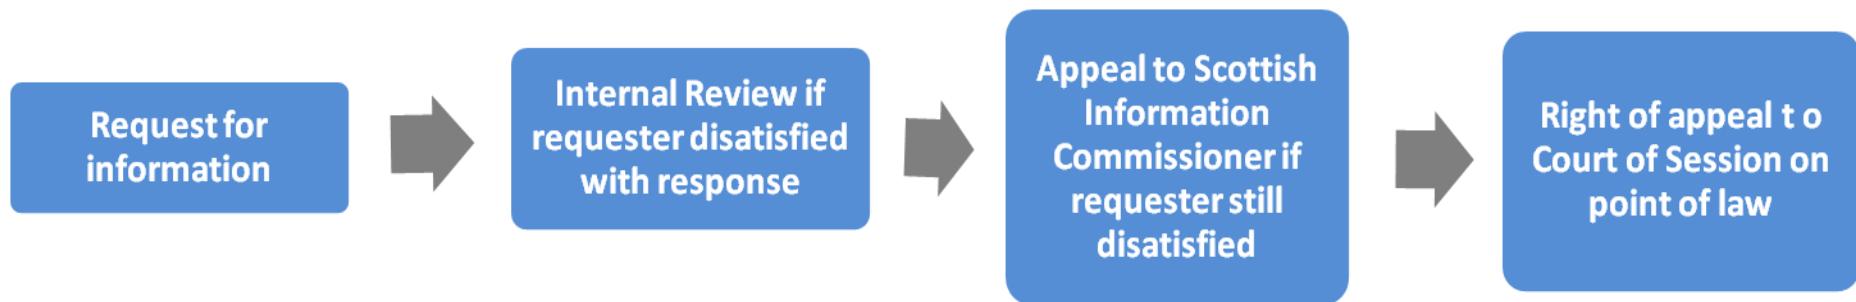 Request for
information
Internal Review if
requester disatisfied
with response
Appeal to Scottish
Information
Commissioner if
requester still
disatisfied
Right of appeal t o
Court of Session on
point of law